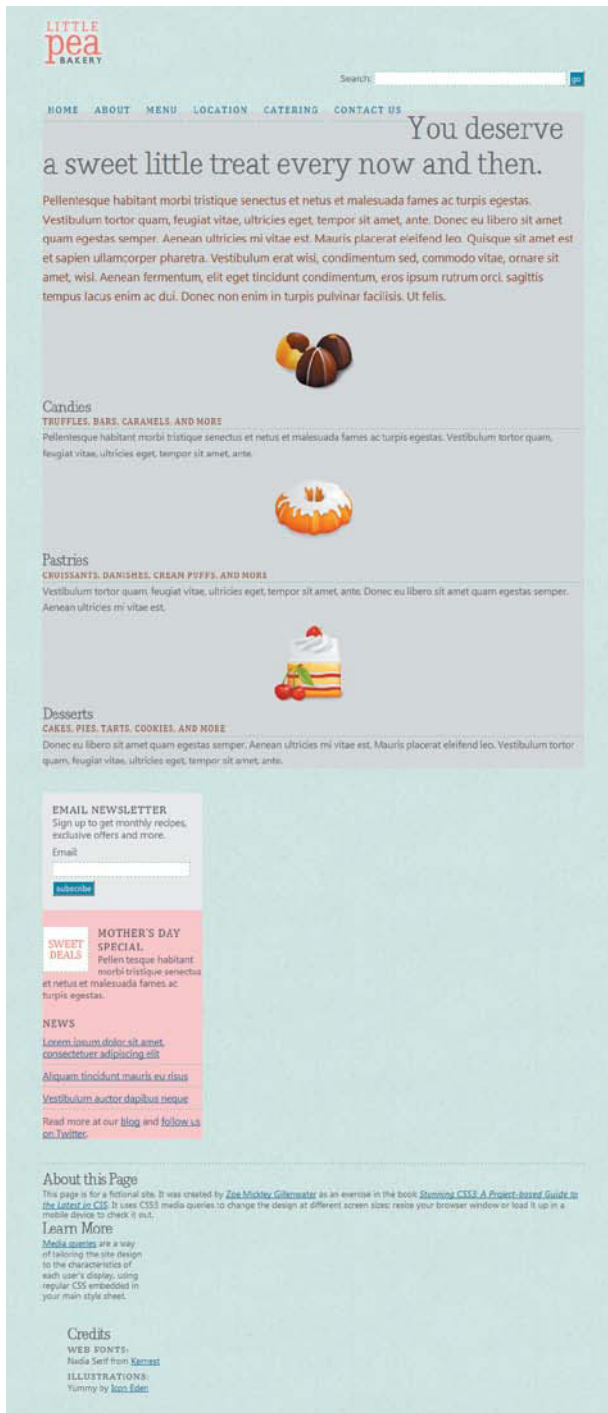 LITTLE
pea
BAKERY
Search:
go
HOME ABOUT MENU LOCATION CATERING CONTACT US
You deserve
a sweet little treat every now and then.
Pellentesque habitant morbi tristique senectus et netus et malesuada fames ac turpis egestas.
Vestibulum tortor quam, feugiat vitae, ultricies eget, tempor sit amet, ante. Donec eu libero sit amet
quam egestas semper. Aenean ultricies mi vitae est. Mauris placerat eleifend leo. Quisque sit amet est
et sapien ullamcorper pharetra. Vestibulum erat wisi, condimentum sed, commodo vitae, ornare sit
amet, wisi. Aenean fermentum, elit eget tincidunt condimentum, eros ipsum rutrum orci, sagittis
tempus lacus enim ac dui. Donec non enim in turpis pulvinar facilisis. Ut felis.
Candies
TRUFFLES, BARS, CARAMELS, AND MORE
Pellentesque habitant morbi tristique senectus et netus et malesuada fames ac turpis egestas. Vestibulum tortor quam,
feugiat vitae, ultricies eget, tempor sit amet, ante.
Pastries
CROISSANTS, DANISHES, CREAM PUFFS, AND MORE
Vestibulum tortor quam, feugiat vitae, ultricies eget, tempor sit amet, ante. Donec eu libero sit amet quam egestas semper.
Aenean ultricies mi vitae est.
Desserts
CAKES, PIES, TARTS, COOKIES, AND MORE
Donec eu libero sit amet quam egestas semper. Aenean ultricies mi vitae est. Mauris placerat eleifend leo. Vestibulum tortor
quam, feugiat vitae, ultricies eget, tempor sit amet, ante.
EMAIL NEWSLETTER
Sign up to get monthly recipes,
exclusive offers and more.
Email:
subscribe
SWEET
DEALS
MOTHER'S DAY
SPECIAL
Pellen tesque habitant
morbi tristique senectus
et netus et malesuada fames ac
turpis egestas.
NEWS
Lorem ipsum dolor sit amet,
consectetuer adipiscing elit
Aliquam tincidunt mauris eu risus
Vestibulum auctor dapibus neque
Read more at our blog and follow us
on Twitter.
About this Page
This page is for a fictional site. It was created by Zoe Mickley Gillenwater as an exercise in the book Stunning CSS3: A Project-based Guide to
the Latest in CSS. It uses CSS3 media queries to change the design at different screen sizes; resize your browser window or load it up in a
mobile device to check it out.
Learn More
Media queries are a way
of tailoring the site design
to the characteristics of
each user's display, using
regular CSS embedded in
your main style sheet.
Credits
WEB FONTS:
Nadia Serif from Kernest
ILLUSTRATIONS:
Yummy by Icon Eden